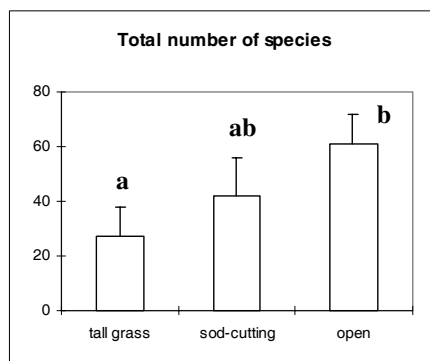 Total number of species
80
60
40
20
0
a
ab
b
tall grass
sod-cutting
open